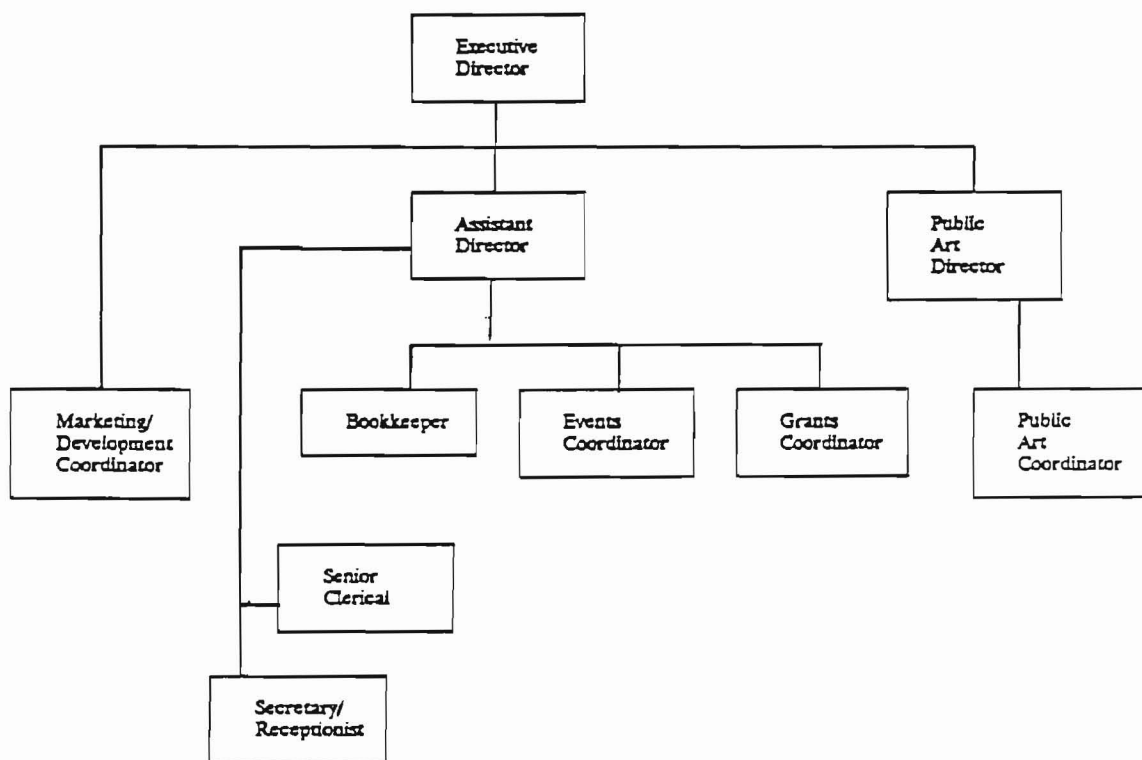 Executive
Director
Assistant
Director
Public
Art
Director
Marketing/
Development
Coordinator
Bookkeeper
Events
Coordinator
Grants
Coordinator
Public
Art
Coordinator
Senior
Clerical
Secretary/
Receptionist